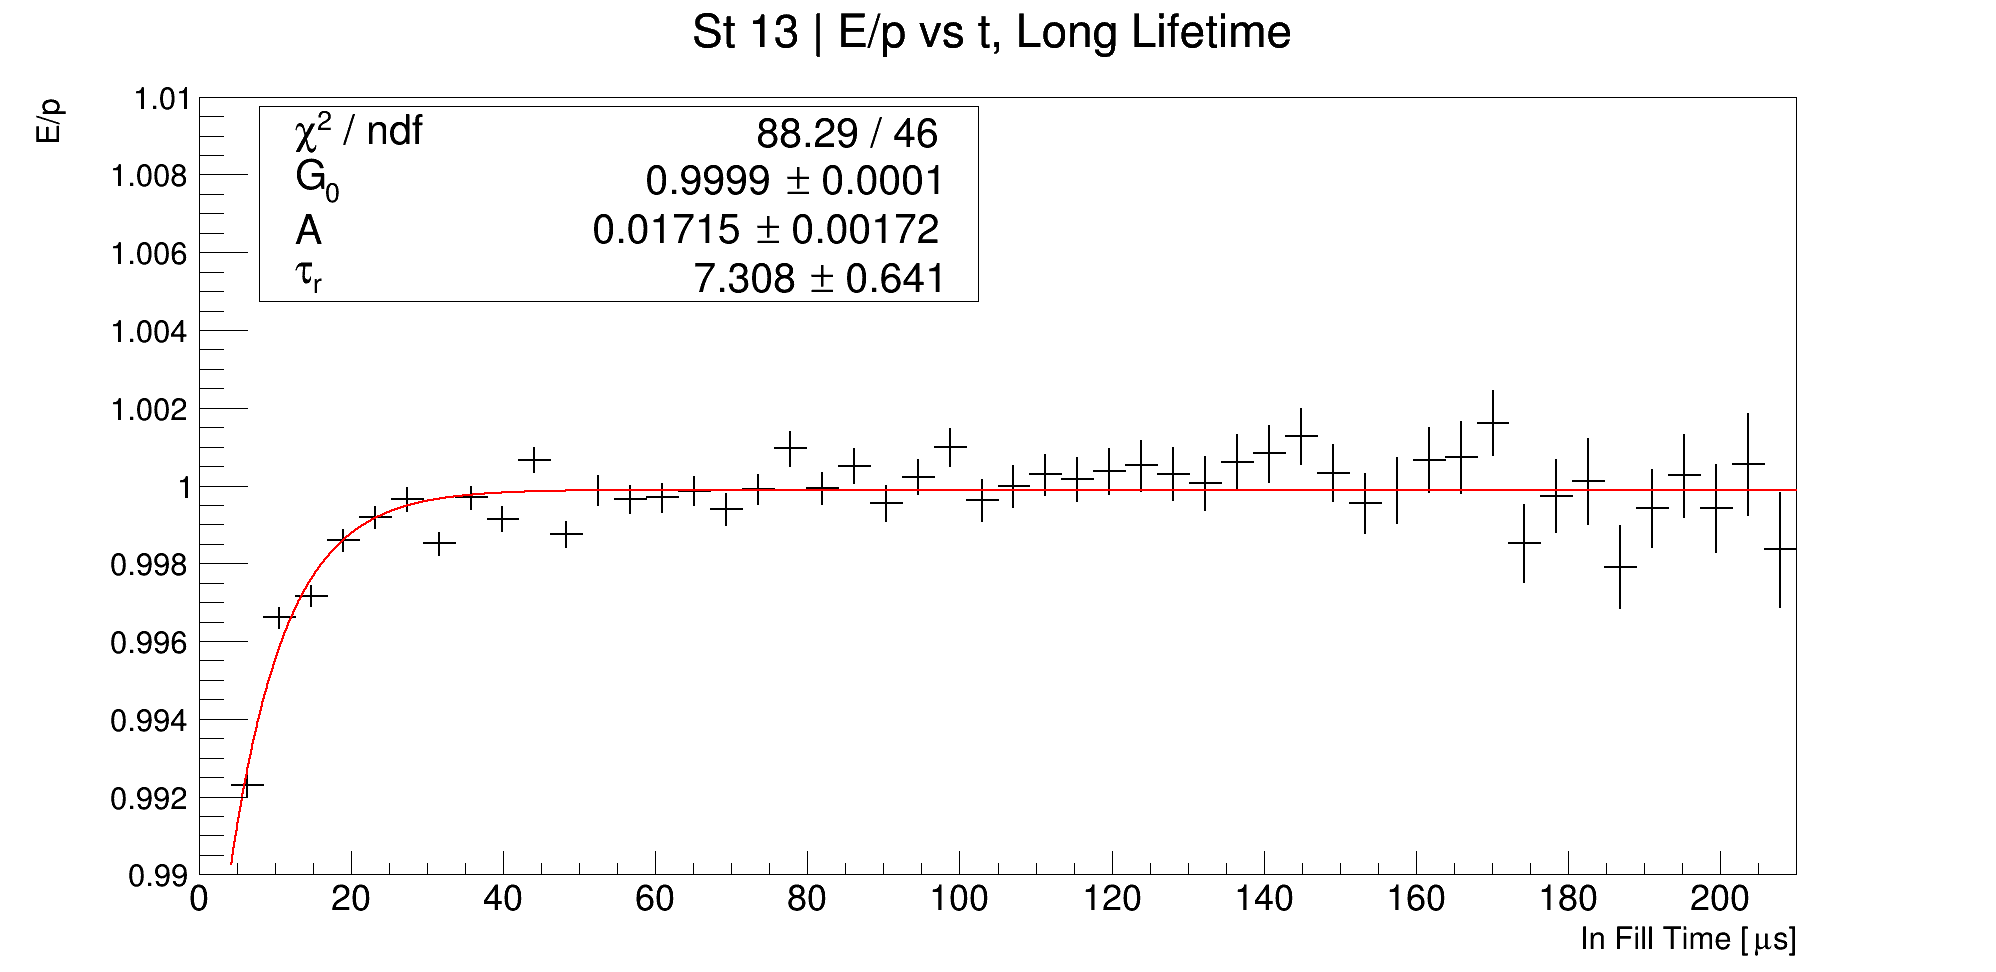 St 13 | E/p vs t, Long Lifetime
E/p
χ² / ndf 88.29 / 46
G₀ 0.9999 ± 0.0001
A 0.01715 ± 0.00172
τᵣ 7.308 ± 0.641
1.01
1.008
1.006
1.004
1.002
1
0.998
0.996
0.994
0.992
0.99
0 20 40 60 80 100 120 140 160 180 200
In Fill Time [μs]